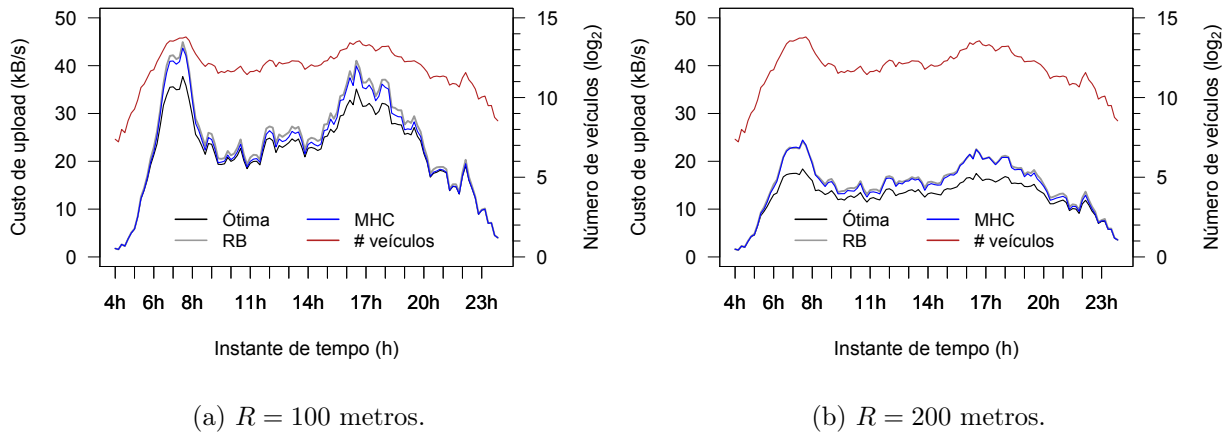 Custo de upload (kB/s)
50
40
30
20
10
0
15
10
5
0
Número de veículos (log2)
Ótima
RB
MHC
# veículos
4h 6h 8h 11h 14h 17h 20h 23h
Instante de tempo (h)
(a) R = 100 metros.
Custo de upload (kB/s)
50
40
30
20
10
0
15
10
5
0
Número de veículos (log2)
Ótima
RB
MHC
# veículos
4h 6h 8h 11h 14h 17h 20h 23h
Instante de tempo (h)
(b) R = 200 metros.